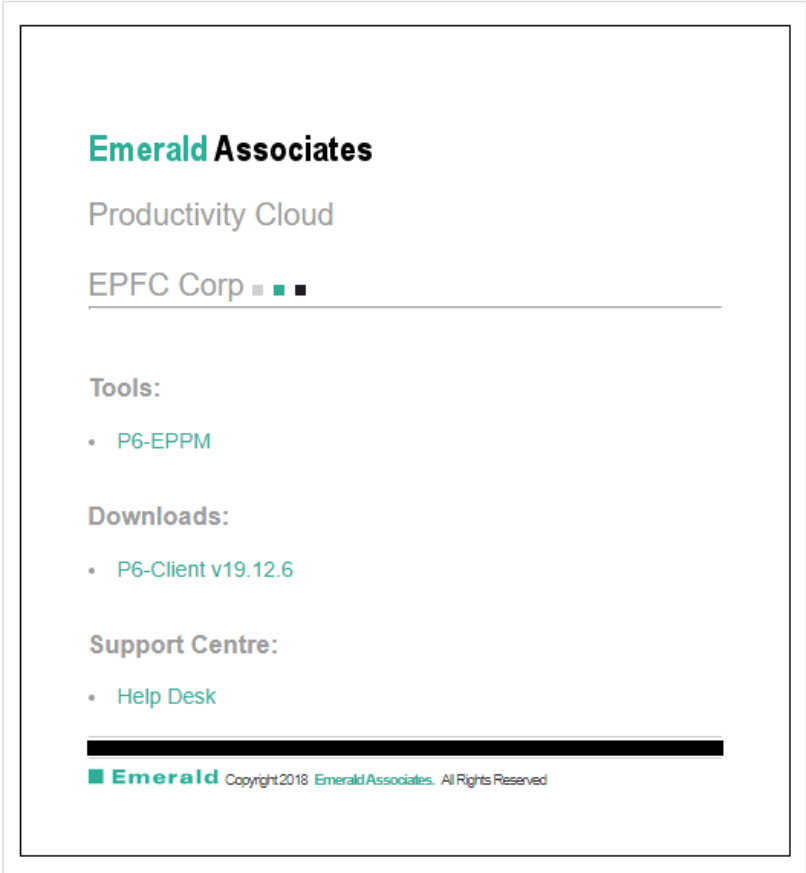 Emerald Associates
Productivity Cloud
EPFC Corp
Tools:
• P6-EPPM
Downloads:
• P6-Client v19.12.6
Support Centre:
• Help Desk
Emerald Copyright 2018 Emerald Associates. All Rights Reserved